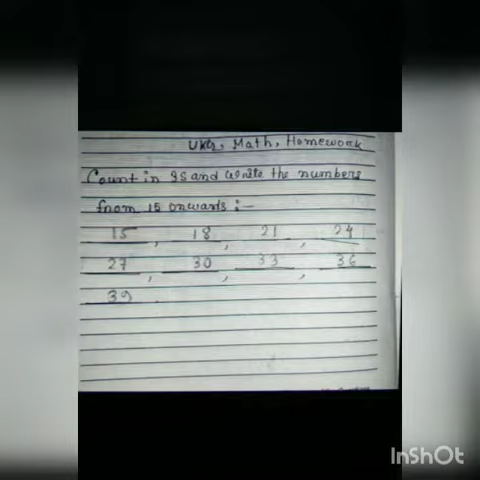 UKG, Math, Homework
Count in 3s and write the numbers
from 15 onwards :-
15, 18, 21, 24
27, 30, 33, 36
39
InShOt